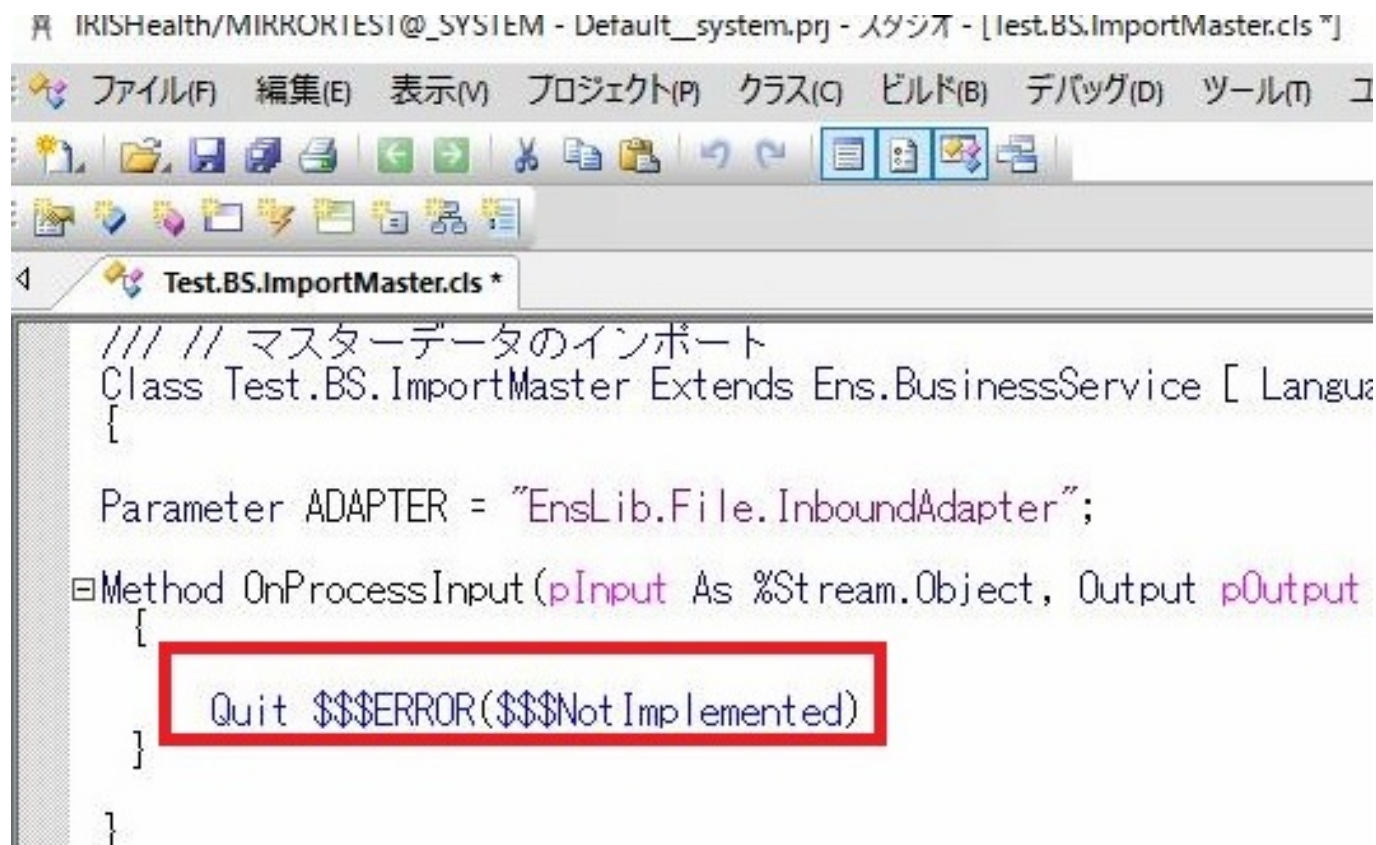 IRISHealth/MIRRORTEST@_SYSTEM - Default__system.prj - スタジオ - [Test.BS.ImportMaster.cls *]
ファイル(F) 編集(E) 表示(V) プロジェクト(P) クラス(C) ビルド(B) デバッグ(D) ツール(T) ユ
Test.BS.ImportMaster.cls *
/// // マスターデータのインポート
Class Test.BS.ImportMaster Extends Ens.BusinessService [ Langua
{
Parameter ADAPTER = "EnsLib.File.InboundAdapter";
Method OnProcessInput(pInput As %Stream.Object, Output pOutput
{
Quit $$$ERROR($$$NotImplemented)
}
}